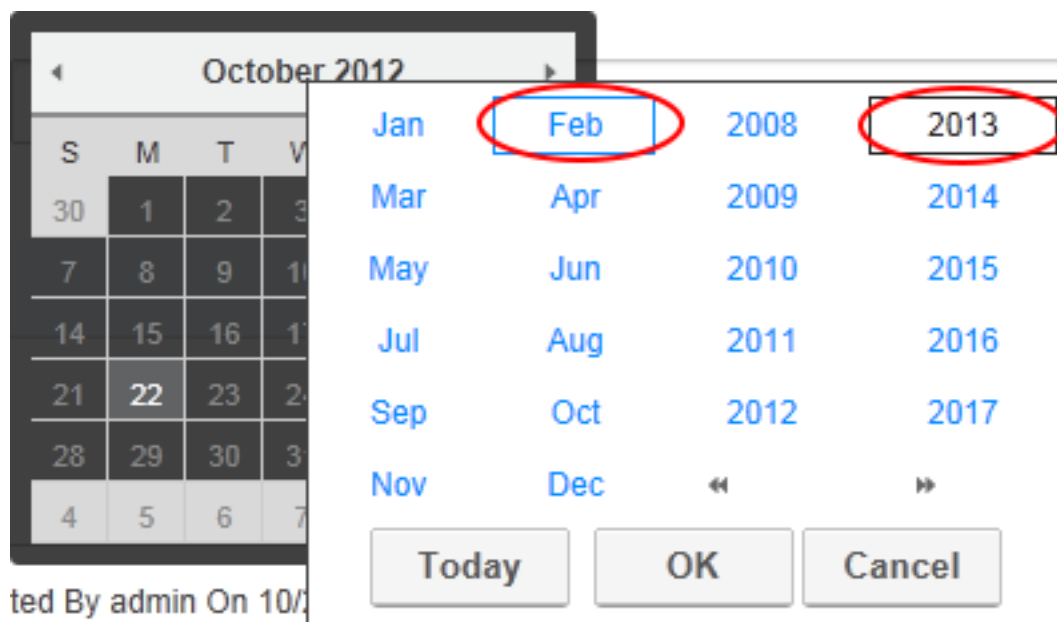 October 2012
S M T
30 1 2
7 8 9
14 15 16
21 22 23
28 29 30
4 5 6
Jan Feb 2008 2013
Mar Apr 2009 2014
May Jun 2010 2015
Jul Aug 2011 2016
Sep Oct 2012 2017
Nov Dec
Today OK Cancel
ted By admin On 10/